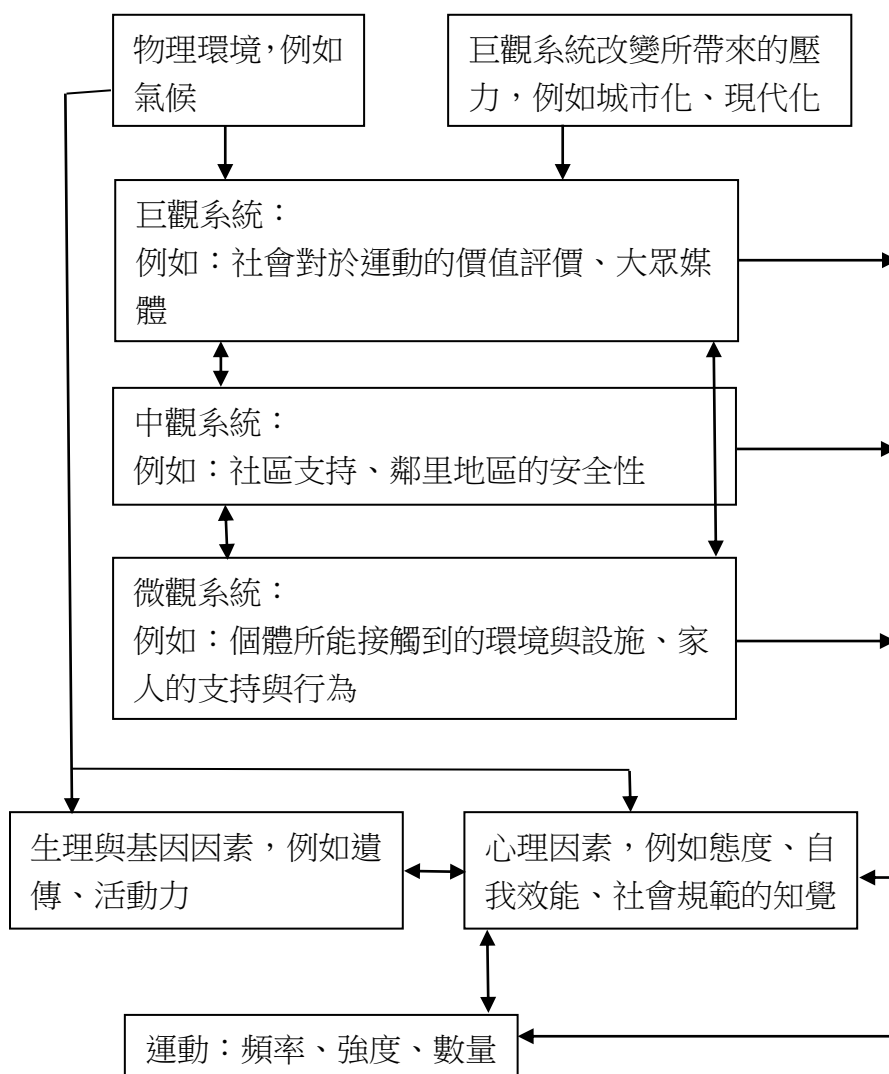 物理環境，例如
氣候
巨觀系統改變所帶來的壓
力，例如城市化、現代化
巨觀系統：
例如：社會對於運動的價值評價、大眾媒
體
中觀系統：
例如：社區支持、鄰里地區的安全性
微觀系統：
例如：個體所能接觸到的環境與設施、家
人的支持與行為
生理與基因因素，例如遺
傳、活動力
心理因素，例如態度、自
我效能、社會規範的知覺
運動：頻率、強度、數量